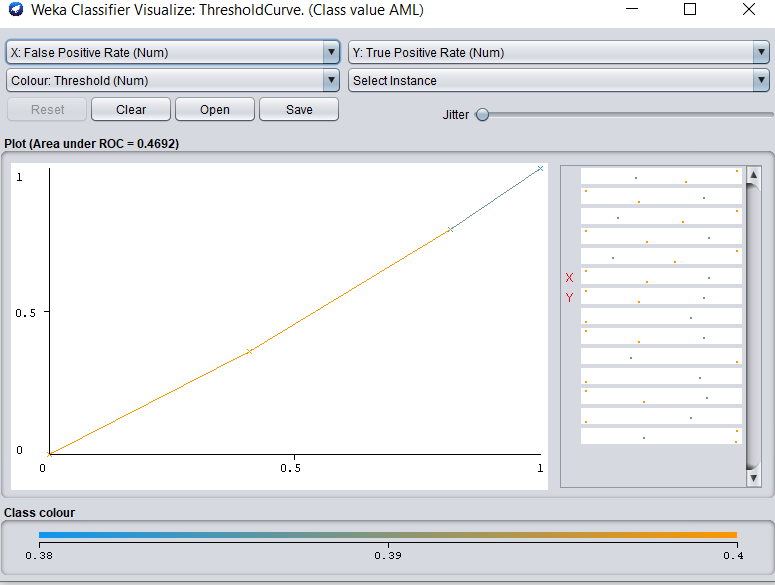 Weka Classifier Visualize: ThresholdCurve. (Class value AML)
X: False Positive Rate (Num) Y: True Positive Rate (Num)
Colour: Threshold (Num) Select Instance
Reset Clear Open Save Jitter
Plot (Area under ROC = 0.4692)
1
0.5
0
0 0.5 1
X
Y
Class colour
0.38 0.39 0.4